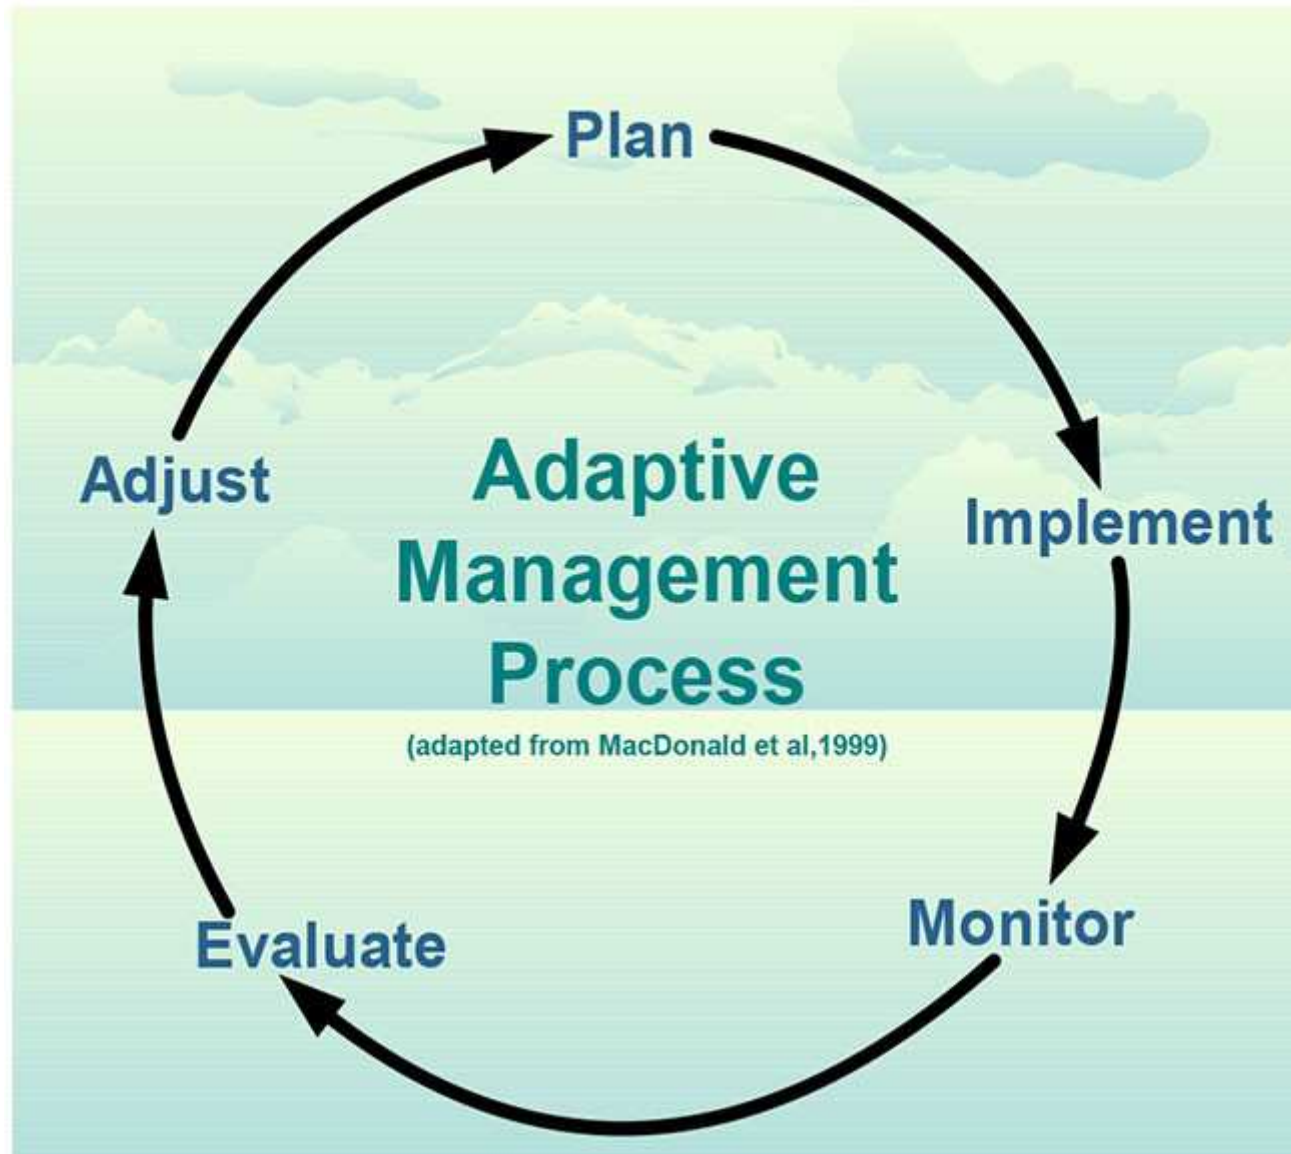 Plan
Adjust
Implement
Adaptive
Management
Process
(adapted from MacDonald et al,1999)
Evaluate
Monitor